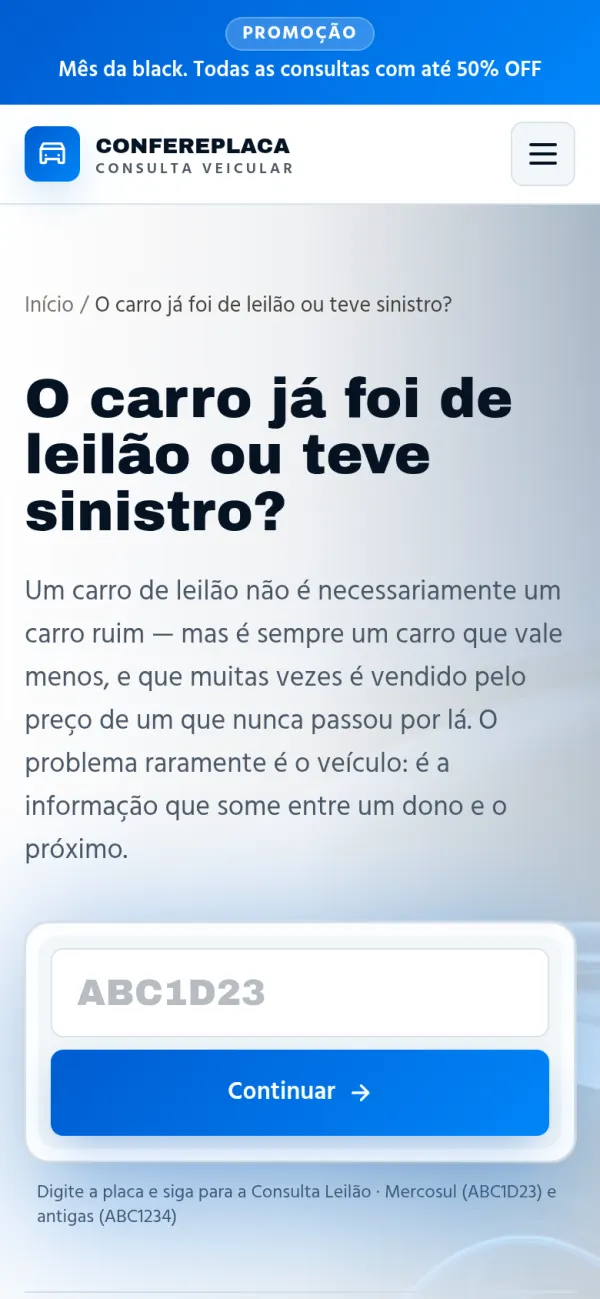 PROMOÇÃO
Mês da black. Todas as consultas com até 50% OFF
CONFEREPLACA
CONSULTA VEICULAR
Início / O carro já foi de leilão ou teve sinistro?
O carro já foi de
leilão ou teve
sinistro?
Um carro de leilão não é necessariamente um
carro ruim — mas é sempre um carro que vale
menos, e que muitas vezes é vendido pelo
preço de um que nunca passou por lá. O
problema raramente é o veículo: é a
informação que some entre um dono e o
próximo.
ABC1D23
Continuar →
Digite a placa e siga para a Consulta Leilão · Mercosul (ABC1D23) e
antigas (ABC1234)